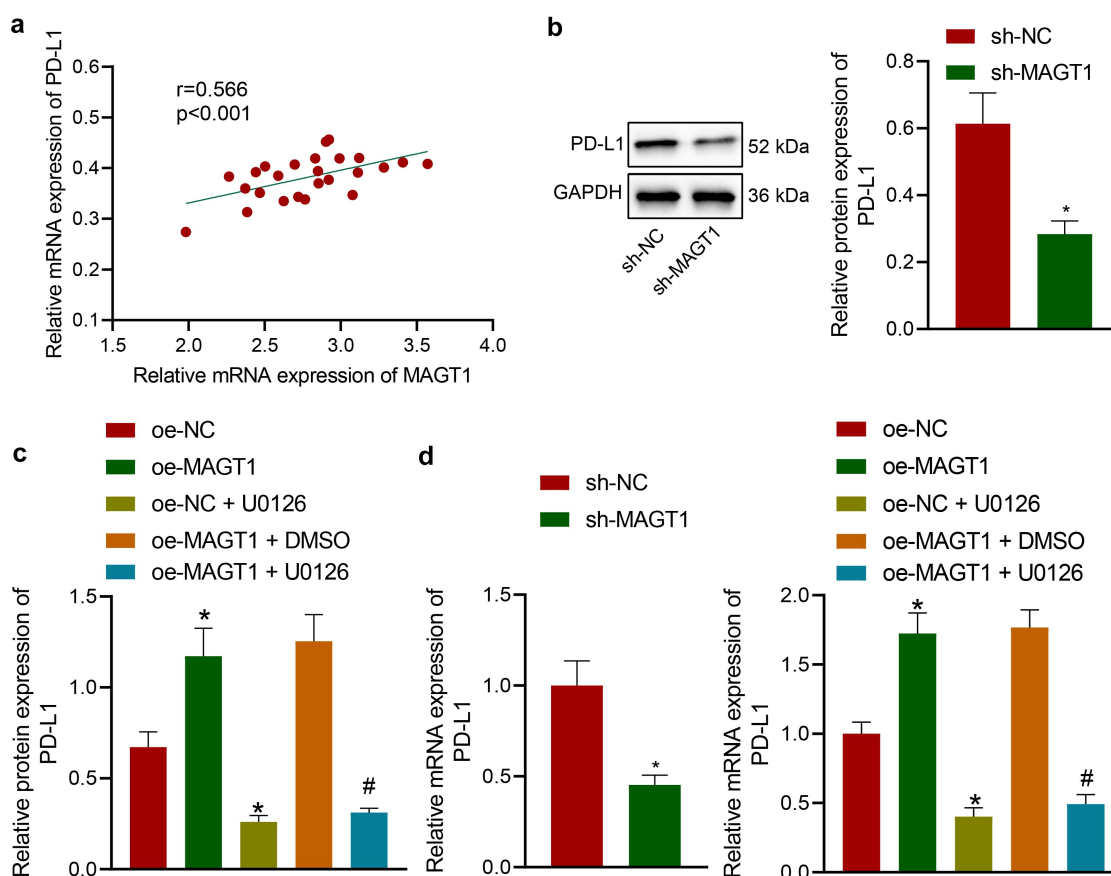 a
Relative mRNA expression of PD-L1
0.6
0.5
0.4
0.3
0.2
0.1
r=0.566
p<0.001
1.5 2.0 2.5 3.0 3.5 4.0
Relative mRNA expression of MAGT1
b
PD-L1
52 kDa
GAPDH
36 kDa
sh-NC
sh-MAGT1
sh-NC
sh-MAGT1
Relative protein expression of
PD-L1
0.8
0.6
0.4
0.2
0.0
*
c
oe-NC
oe-MAGT1
oe-NC + U0126
oe-MAGT1 + DMSO
oe-MAGT1 + U0126
Relative protein expression of
PD-L1
1.5
1.0
0.5
0.0
*
*
#
d
sh-NC
sh-MAGT1
Relative mRNA expression of
PD-L1
1.5
1.0
0.5
0.0
*
oe-NC
oe-MAGT1
oe-NC + U0126
oe-MAGT1 + DMSO
oe-MAGT1 + U0126
Relative mRNA expression of
PD-L1
2.0
1.5
1.0
0.5
0.0
*
*
#